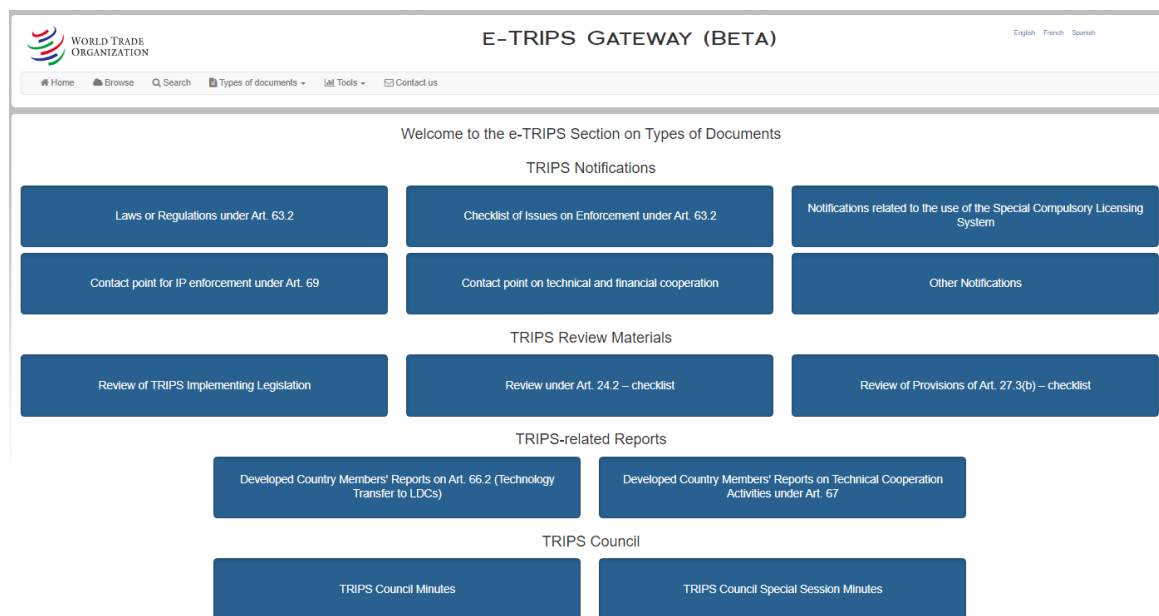 WORLD TRADE
ORGANIZATION
E-TRIPS GATEWAY (BETA)
English French Spanish
Home Browse Search Types of documents Tools Contact us
Welcome to the e-TRIPS Section on Types of Documents
TRIPS Notifications
Laws or Regulations under Art. 63.2
Checklist of Issues on Enforcement under Art. 63.2
Notifications related to the use of the Special Compulsory Licensing
System
Contact point for IP enforcement under Art. 69
Contact point on technical and financial cooperation
Other Notifications
TRIPS Review Materials
Review of TRIPS Implementing Legislation
Review under Art. 24.2 – checklist
Review of Provisions of Art. 27.3(b) – checklist
TRIPS-related Reports
Developed Country Members' Reports on Art. 66.2 (Technology
Transfer to LDCs)
Developed Country Members' Reports on Technical Cooperation
Activities under Art. 67
TRIPS Council
TRIPS Council Minutes
TRIPS Council Special Session Minutes